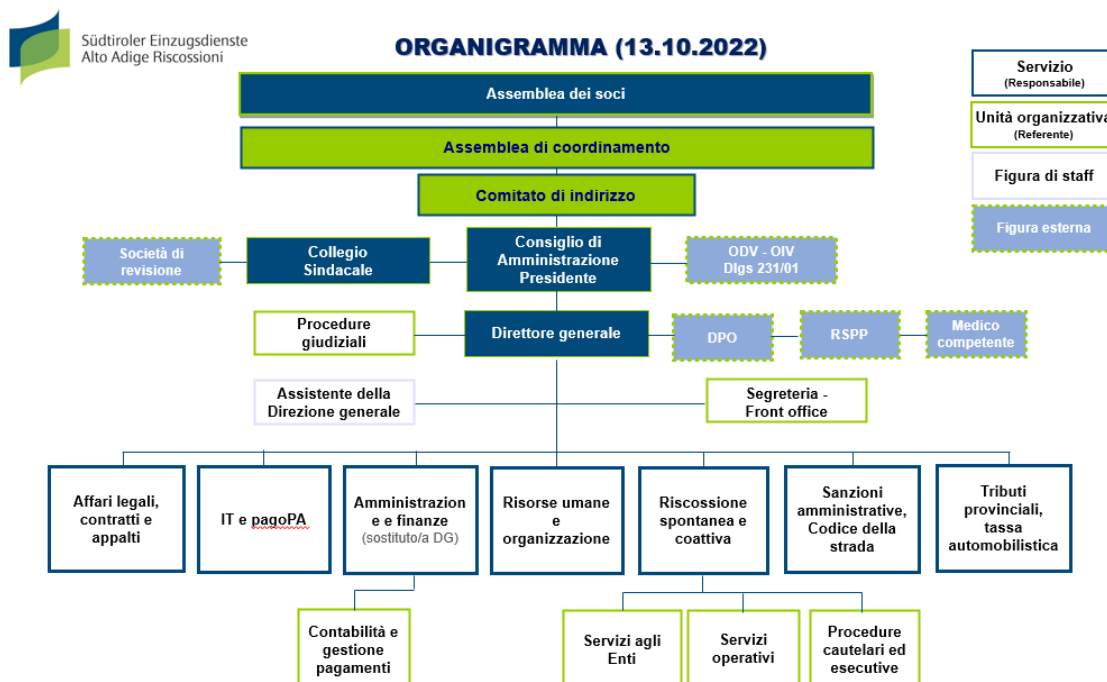 Südtiroler Einzugsdienste
Alto Adige Riscossioni
ORGANIGRAMMA (13.10.2022)
Servizio
(Responsabile)
Unità organizzativa
(Referente)
Figura di staff
Figura esterna
Assemblea dei soci
Assemblea di coordinamento
Comitato di indirizzo
Società di
revisione
Collegio
Sindacale
Consiglio di
Amministrazione
Presidente
ODV - OIV
Dlgs 231/01
Procedure
giudiziali
Direttore generale
DPO
RSPP
Medico
competente
Assistente della
Direzione generale
Segreteria -
Front office
Affari legali,
contratti e
appalti
IT e pagoPA
Amministrazion
e e finanze
(sostituto/a DG)
Risorse umane
e
organizzazione
Riscossione
spontanea e
coattiva
Sanzioni
amministrative,
Codice della
strada
Tributi
provinciali,
tassa
automobilistica
Contabilità e
gestione
pagamenti
Servizi agli
Enti
Servizi
operativi
Procedure
cautelari ed
esecutive